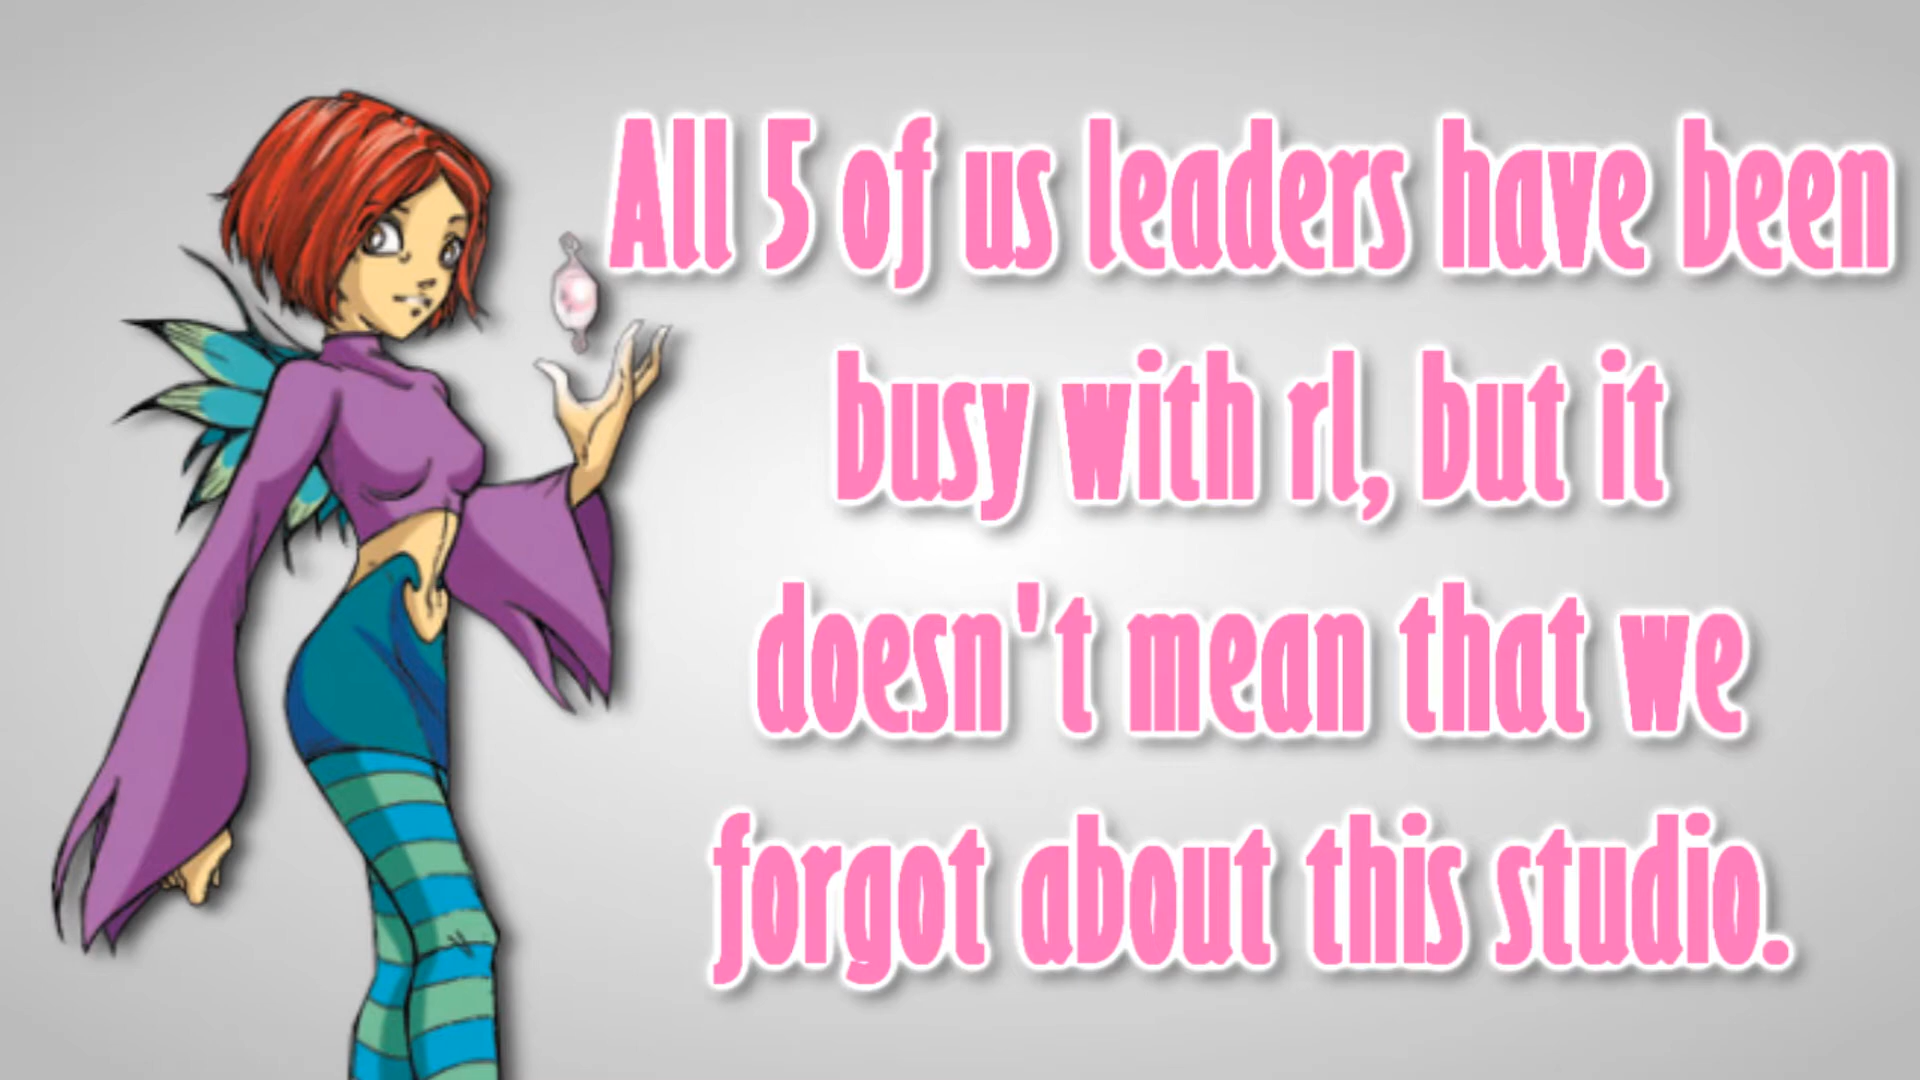 All 5 of us leaders have been
busy with rl, but it
doesn't mean that we
forgot about this studio.